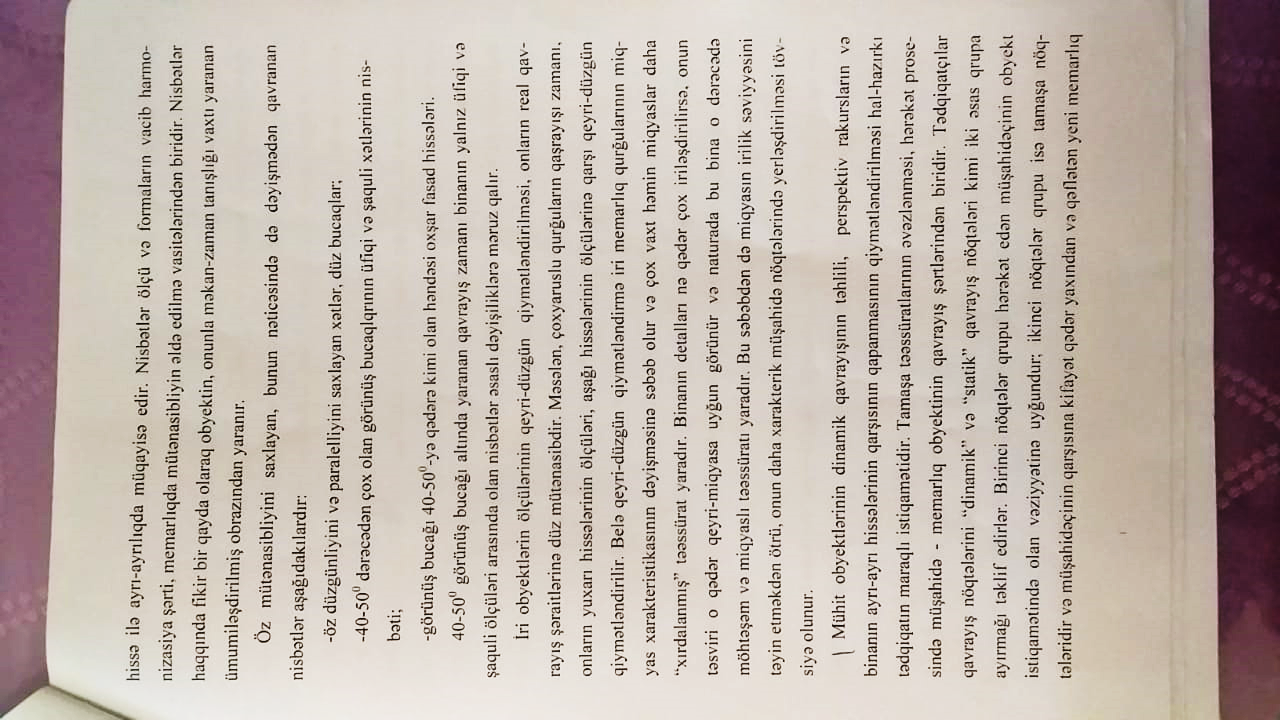 hissə ilə ayrı-ayrılıqda müqayisə edir. Nisbətlər ölçü və formaların vacib harmo-
nizasiya şərti, memarlıqda mütənasibliyin əldə edilmə vasitələrindən biridir. Nisbətlər
haqqında fikir bir qayda olaraq obyektin, onunla məkan-zaman tanışlığı vaxtı yaranan
ümumiləşdirilmiş obrazından yaranır.
Öz mütənasibliyini saxlayan, bunun nəticəsində də dəyişmədən qavranan
nisbətlər aşağıdakılardır:
-öz düzgünliyini və paralelliyini saxlayan xətlər, düz bucaqlar;
-40-50⁰ dərəcədən çox olan görünüş bucaqlqrının üfiqi və şaquli xətlərinin nis-
bəti;
-görünüş bucağı 40-50⁰-yə qədərə kimi olan həndəsi oxşar fasad hissələri.
40-50⁰ görünüş bucağı altında yaranan qavrayış zamanı binanın yalnız üfiqi və
şaquli ölçüləri arasında olan nisbətlər əsaslı dəyişiliklərə məruz qalır.
İri obyektlərin ölçülərinin qeyri-düzgün qiymətləndirilməsi, onların real qav-
rayış şəraitlərinə düz mütənasibdir. Məsələn, çoxyaruslu qurğuların qaşrayışı zamanı,
onların yuxarı hissələrinin ölçüləri, aşağı hissələrinin ölçülərinə qarşı qeyri-düzgün
qiymətləndirilir. Belə qeyri-düzgün qiymətləndirmə iri memarlıq qurğularının miq-
yas xarakteristikasının dəyişməsinə səbəb olur və çox vaxt həmin miqyaslar daha
“xırdalanmış” təəssürat yaradır. Binanın detalları nə qədər çox iriləşdirilirsə, onun
təsviri o qədər qeyri-miqyasa uyğun görünür və naturada bu bina o dərəcədə
möhtəşəm və miqyaslı təəssüratı yaradır. Bu səbəbdən də miqyasın irilik səviyyəsini
təyin etməkdən ötrü, onun daha xarakterik müşahidə nöqtələrində yerləşdirilməsi töv-
siyə olunur.
Mühit obyektlərinin dinamik qavrayışının təhlili, perspektiv rakursların və
binanın ayrı-ayrı hissələrinin qarşısının qapanmasının qiymətləndirilməsi hal-hazırkı
tədqiqatın maraqlı istiqamətidir. Tamaşa təəssüratlarının əvəzlənməsi, hərəkət prose-
sində müşahidə - memarlıq obyektinin qavrayış şərtlərindən biridir. Tədqiqatçılar
qavrayış nöqtələrini “dinamik” və “statik” qavrayış nöqtələri kimi iki əsas qrupa
ayırmağı təklif edirlər. Birinci nöqtələr qrupu hərəkət edən müşahidəçinin obyekt
istiqamətində olan vəziyyətinə uyğundur; ikinci nöqtələr qrupu isə tamaşa nöq-
tələridir və müşahidəçinin qarşısına kifayət qədər yaxından və qəflətən yeni memarlıq